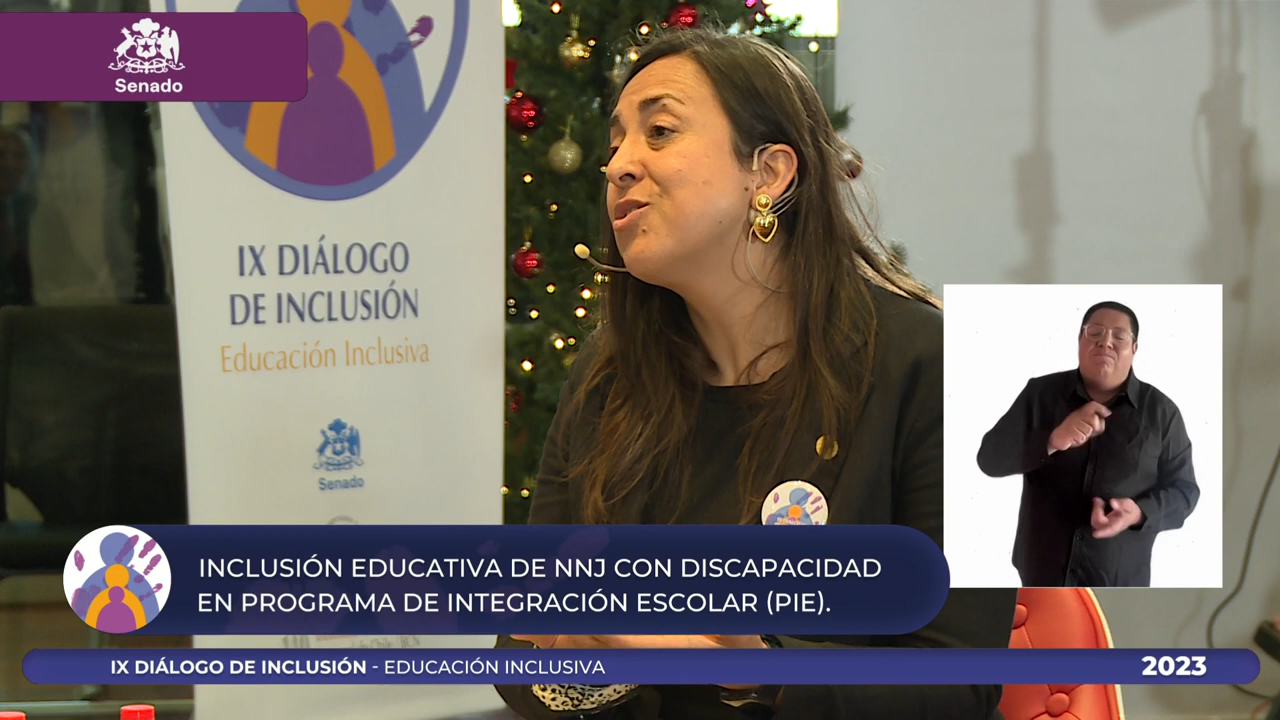 Senado
IX DIÁLOGO
DE INCLUSIÓN
Educación Inclusiva
Senado
INCLUSIÓN EDUCATIVA DE NNJ CON DISCAPACIDAD
EN PROGRAMA DE INTEGRACIÓN ESCOLAR (PIE).
IX DIÁLOGO DE INCLUSIÓN - EDUCACIÓN INCLUSIVA
2023